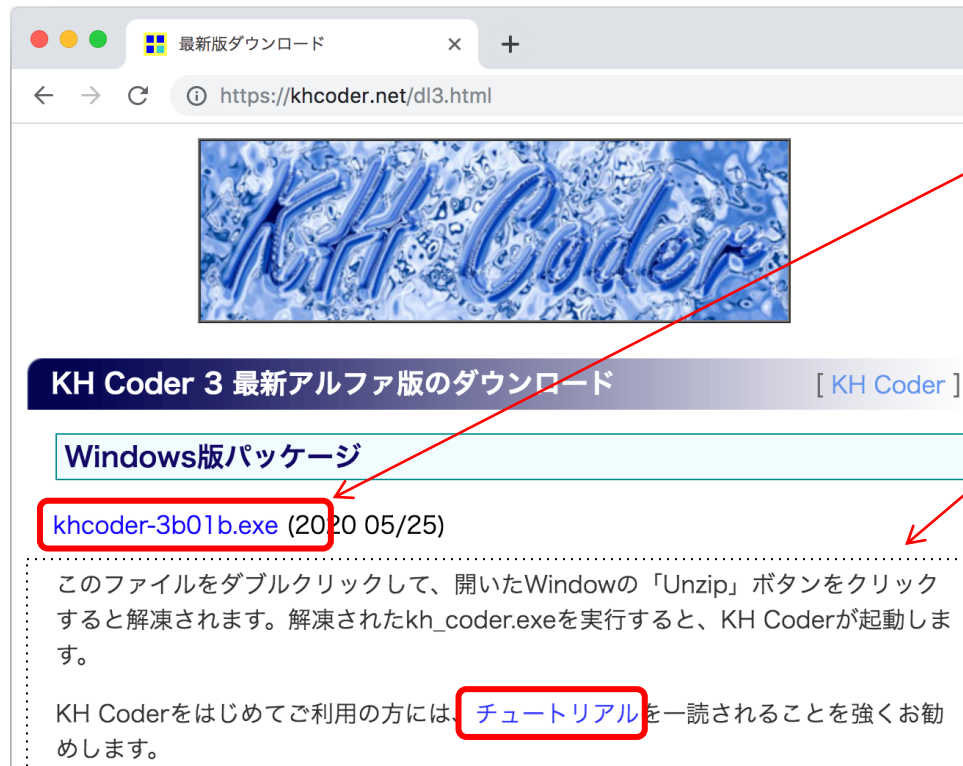 最新版ダウンロード
https://khcoder.net/dl3.html
KH Coder
KH Coder 3 最新アルファ版のダウンロード [ KH Coder ]
Windows版パッケージ
khcoder-3b01b.exe (2020 05/25)
このファイルをダブルクリックして、開いたWindowの「Unzip」ボタンをクリック
すると解凍されます。解凍されたkh_coder.exeを実行すると、KH Coderが起動しま
す。
KH Coderをはじめてご利用の方には、チュートリアルを一読されることを強くお勧
めします。